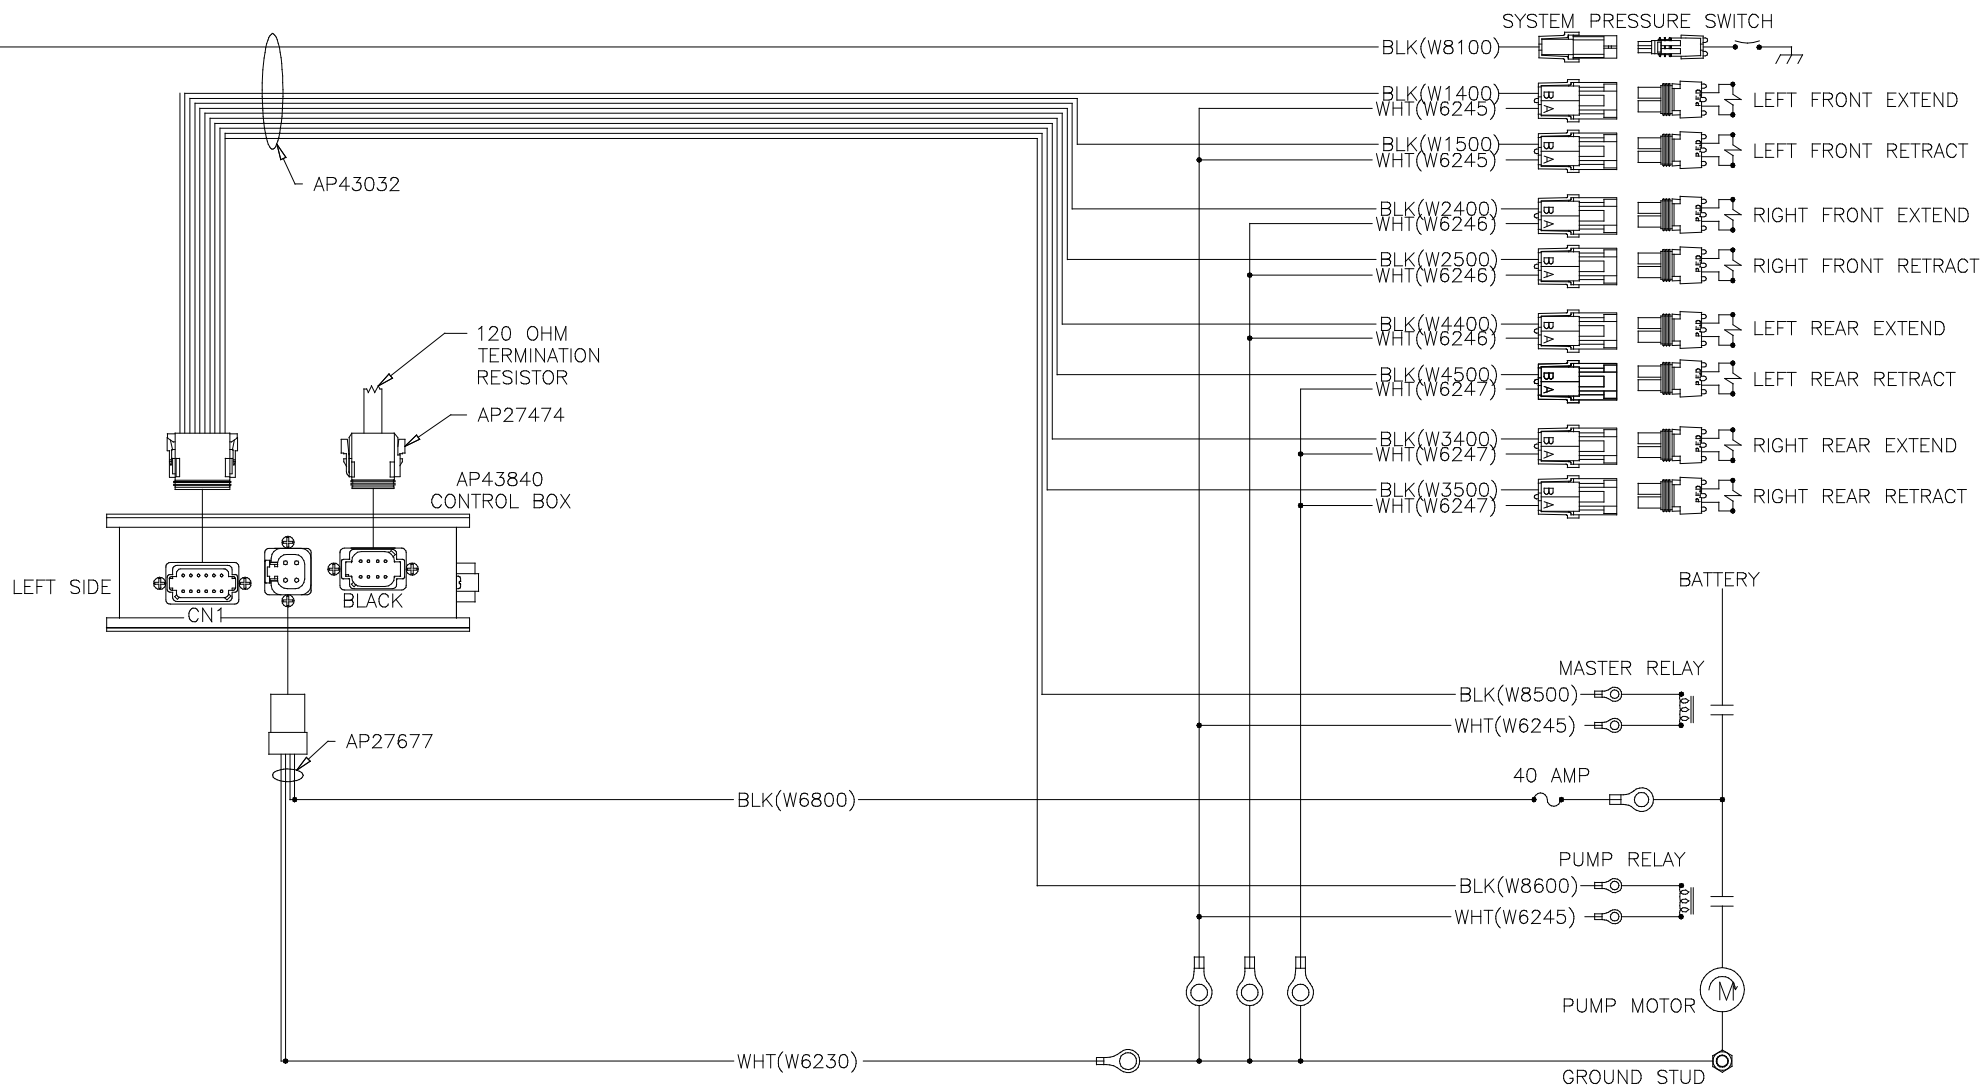 SYSTEM PRESSURE SWITCH
BLK(W8100)
BLK(W1400)
B
LEFT FRONT EXTEND
WHT(W6245)
A
BLK(W1500)
B
LEFT FRONT RETRACT
WHT(W6245)
A
AP43032
BLK(W2400)
B
RIGHT FRONT EXTEND
WHT(W6246)
A
BLK(W2500)
B
RIGHT FRONT RETRACT
WHT(W6246)
A
BLK(W4400)
B
LEFT REAR EXTEND
WHT(W6246)
A
120 OHM
TERMINATION
RESISTOR
BLK(W4500)
B
LEFT REAR RETRACT
WHT(W6247)
A
AP27474
BLK(W3400)
B
RIGHT REAR EXTEND
WHT(W6247)
A
AP43840
CONTROL BOX
BLK(W3500)
B
RIGHT REAR RETRACT
WHT(W6247)
A
LEFT SIDE
CN1
BLACK
BATTERY
MASTER RELAY
BLK(W8500)
WHT(W6245)
AP27677
40 AMP
BLK(W6800)
PUMP RELAY
BLK(W8600)
WHT(W6245)
M
PUMP MOTOR
WHT(W6230)
GROUND STUD